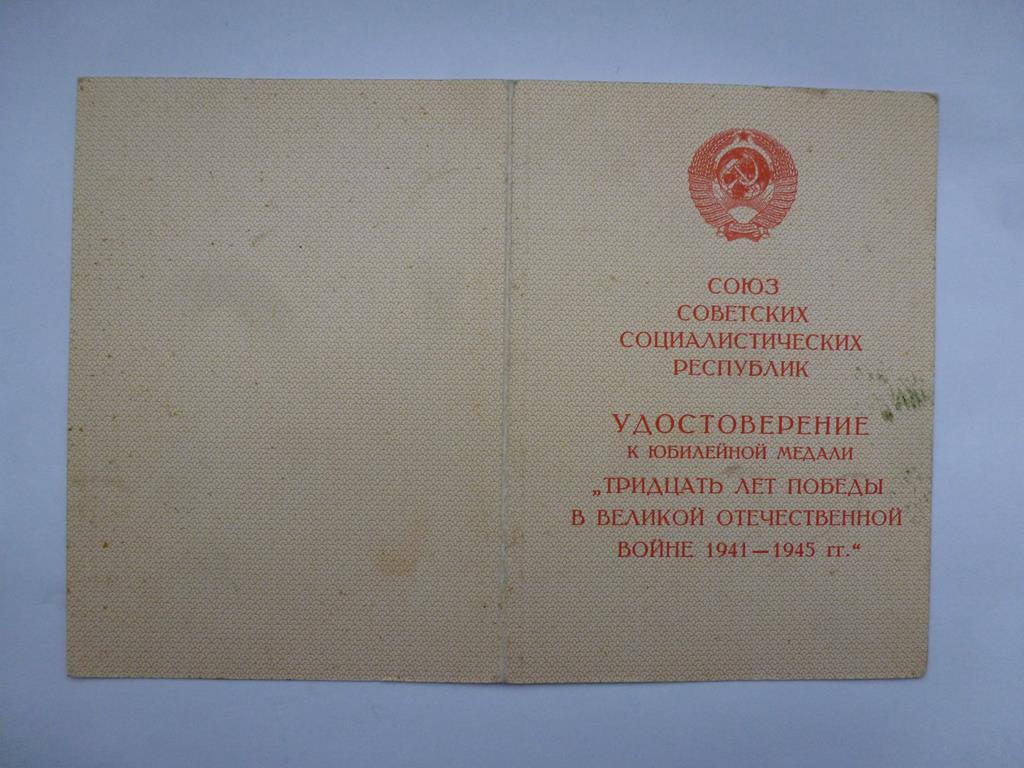 СОЮЗ
СОВЕТСКИХ
СОЦИАЛИСТИЧЕСКИХ
РЕСПУБЛИК
УДОСТОВЕРЕНИЕ
К ЮБИЛЕЙНОЙ МЕДАЛИ
„ТРИДЦАТЬ ЛЕТ ПОБЕДЫ
В ВЕЛИКОЙ ОТЕЧЕСТВЕННОЙ
ВОЙНЕ 1941—1945 гг.“